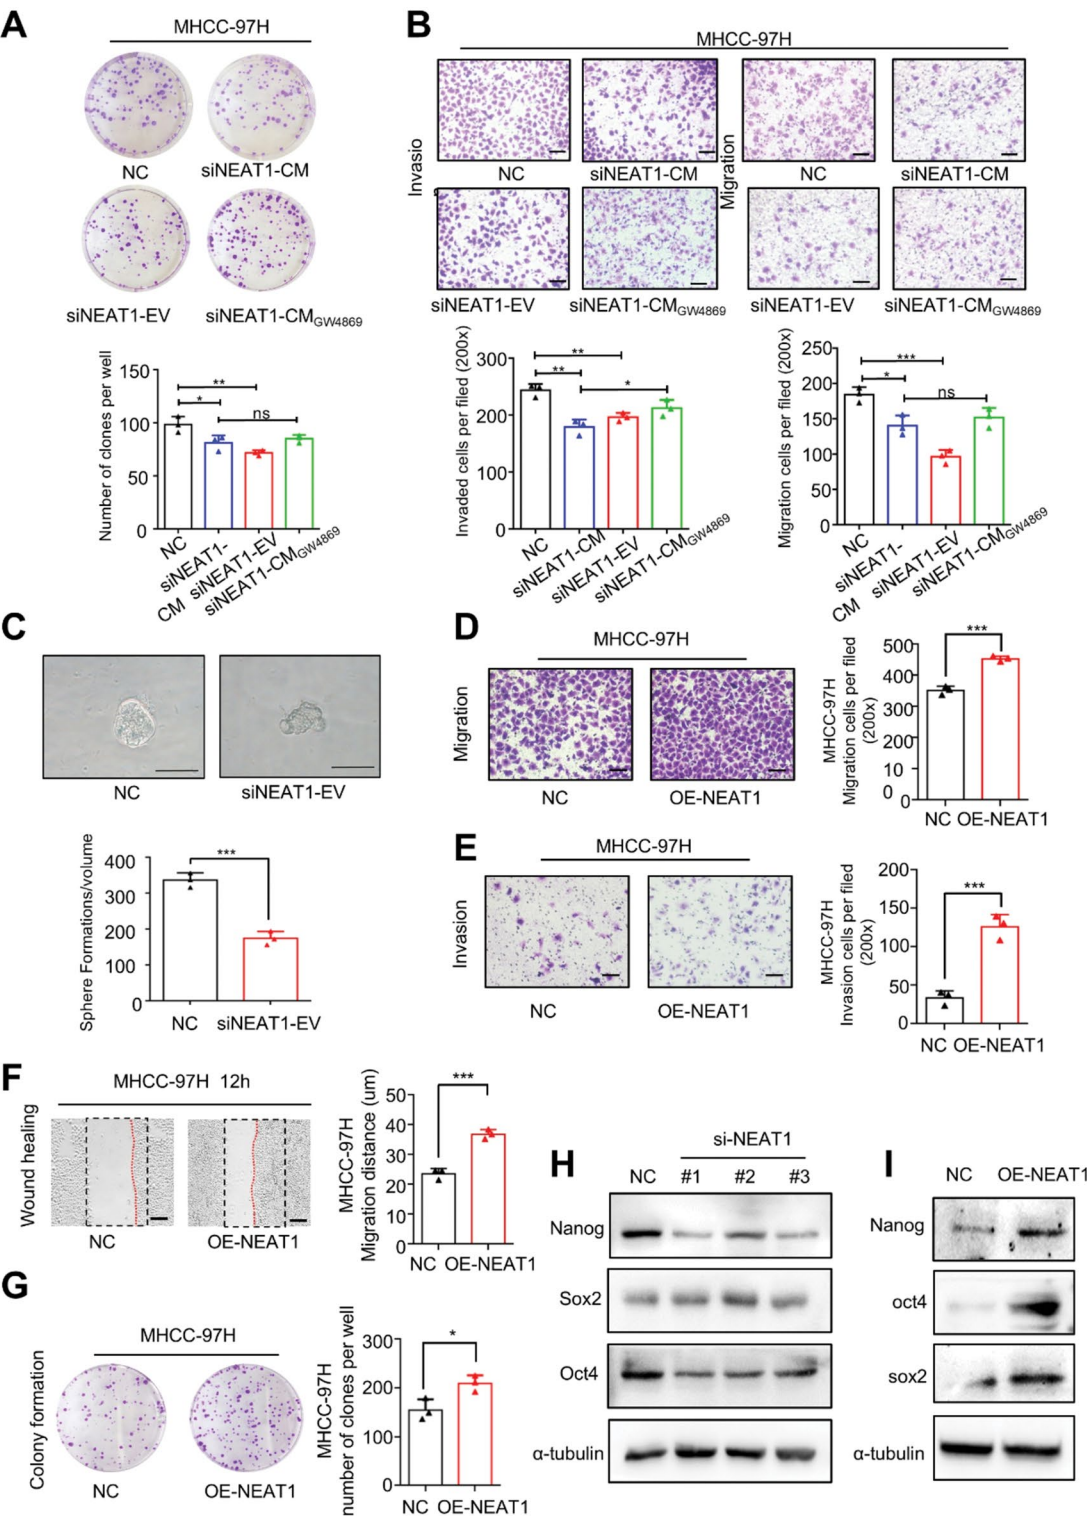 A
MHCC-97H
NC
siNEAT1-CM
siNEAT1-EV
siNEAT1-CMGW4869
Number of clones per well
150
100
50
0
**
*
ns
NC
siNEAT1-
CM
siNEAT1-EV
siNEAT1-CMGW4869
B
MHCC-97H
Invasio
NC
siNEAT1-CM
Migration
NC
siNEAT1-CM
siNEAT1-EV
siNEAT1-CMGW4869
siNEAT1-EV
siNEAT1-CMGW4869
Invaded cells per filed (200x)
300
200
100
0
**
**
*
NC
siNEAT1-CM
siNEAT1-EV
siNEAT1-CMGW4869
Migration cells per filed (200x)
250
200
150
100
50
0
***
*
ns
NC
siNEAT1-
CM
siNEAT1-EV
siNEAT1-CMGW4869
C
NC
siNEAT1-EV
Sphere Formations/volume
400
300
200
100
0
***
NC
siNEAT1-EV
D
MHCC-97H
Migration
NC
OE-NEAT1
MHCC-97H
Migration cells per filed
(200x)
500
400
300
200
10
0
0
***
NC
OE-NEAT1
E
MHCC-97H
Invasion
NC
OE-NEAT1
MHCC-97H
Invasion cells per filed
(200x)
200
150
100
50
0
***
NC
OE-NEAT1
F
MHCC-97H 12h
Wound healing
NC
OE-NEAT1
MHCC-97H
Migration distance (um)
50
40
30
20
10
0
***
NC
OE-NEAT1
G
MHCC-97H
Colony formation
NC
OE-NEAT1
MHCC-97H
number of clones per well
300
200
100
0
*
NC
OE-NEAT1
H
si-NEAT1
NC
#1
#2
#3
Nanog
Sox2
Oct4
α-tubulin
I
NC
OE-NEAT1
Nanog
oct4
sox2
α-tubulin